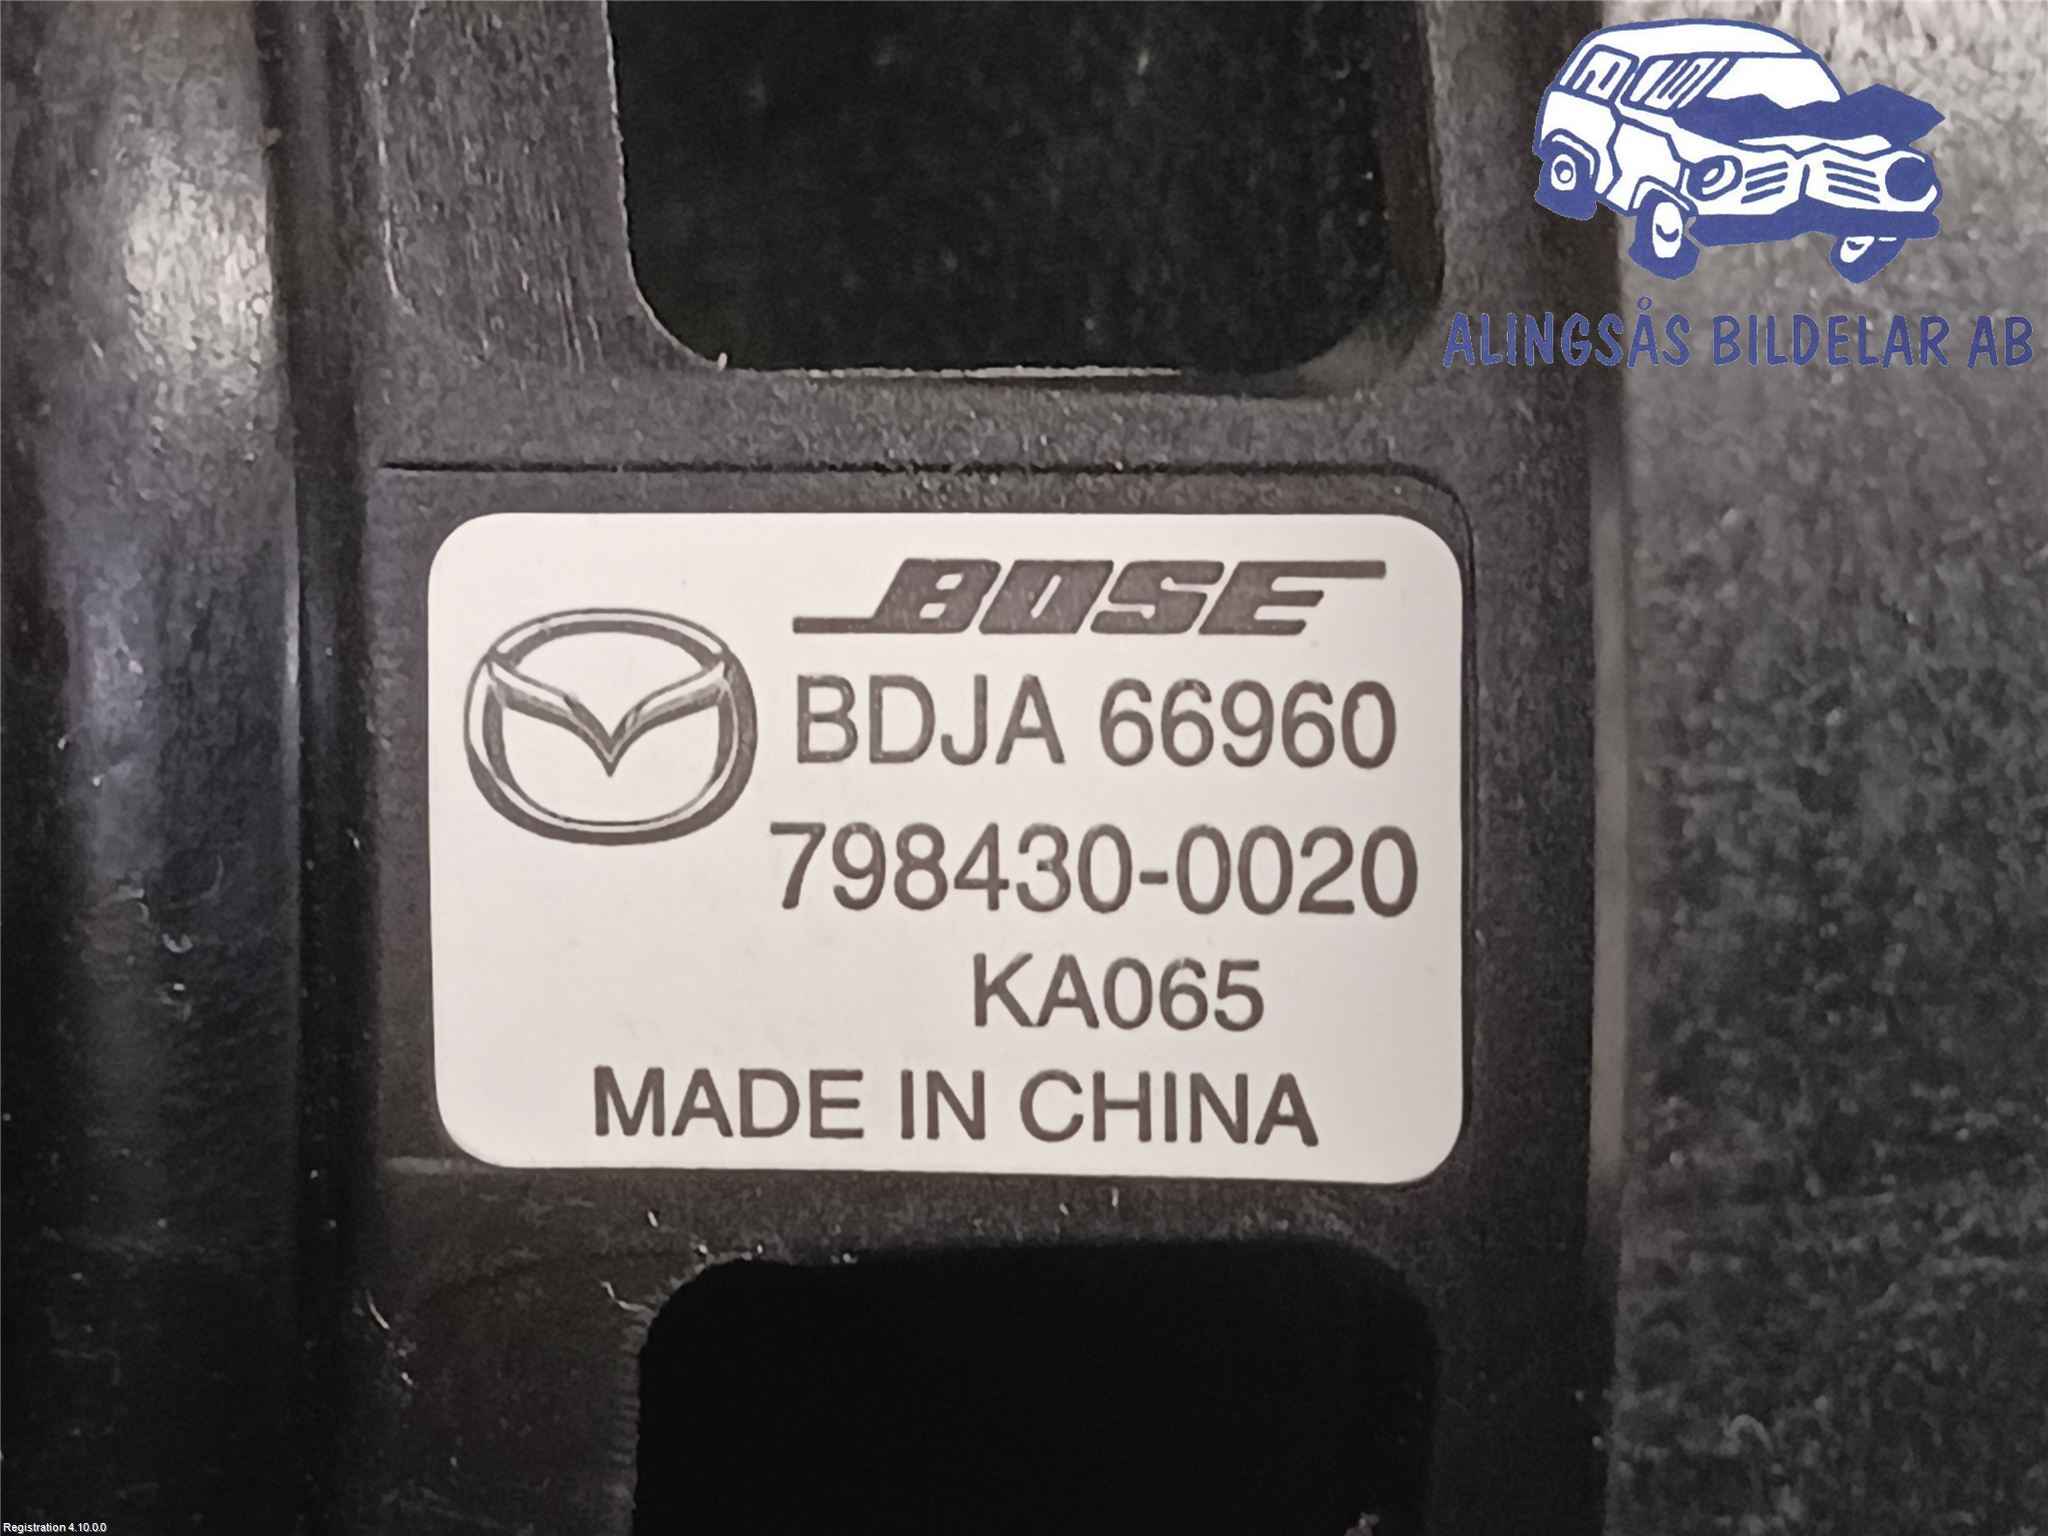 ALINGSÅS BILDELAR AB
BOSE
BDJA 66960
798430-0020
KA065
MADE IN CHINA
Registration 4.10.0.0